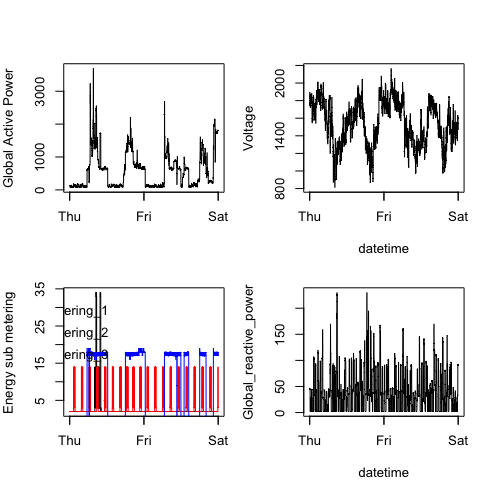 Global Active Power
0 1000 3000
Thu Fri Sat
Voltage
800 1400 2000
Thu Fri Sat
datetime
Energy sub metering
5 15 25 35
ering_1
ering_2
ering_3
Thu Fri Sat
Global_reactive_power
0 50 150
Thu Fri Sat
datetime